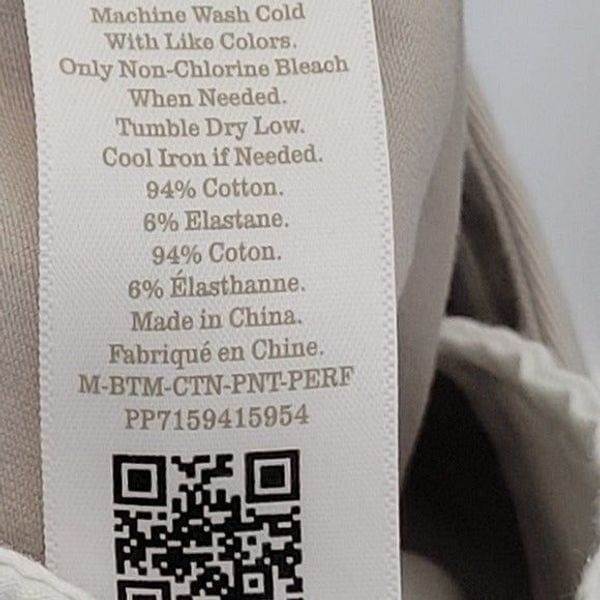 Machine Wash Cold
With Like Colors.
Only Non-Chlorine Bleach
When Needed.
Tumble Dry Low.
Cool Iron if Needed.
94% Cotton.
6% Elastane.
94% Coton.
6% Élasthanne.
Made in China.
Fabriqué en Chine.
M-BTM-CTN-PNT-PERF
PP7159415954